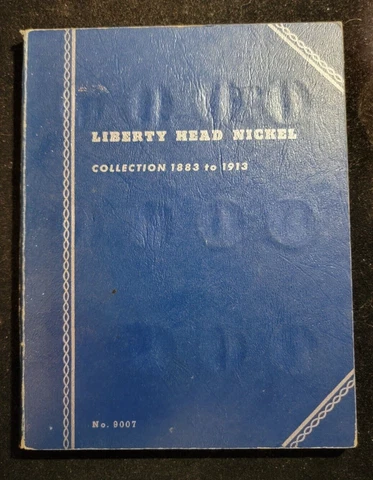 LIBERTY HEAD NICKEL
COLLECTION 1883 to 1913
No. 9007